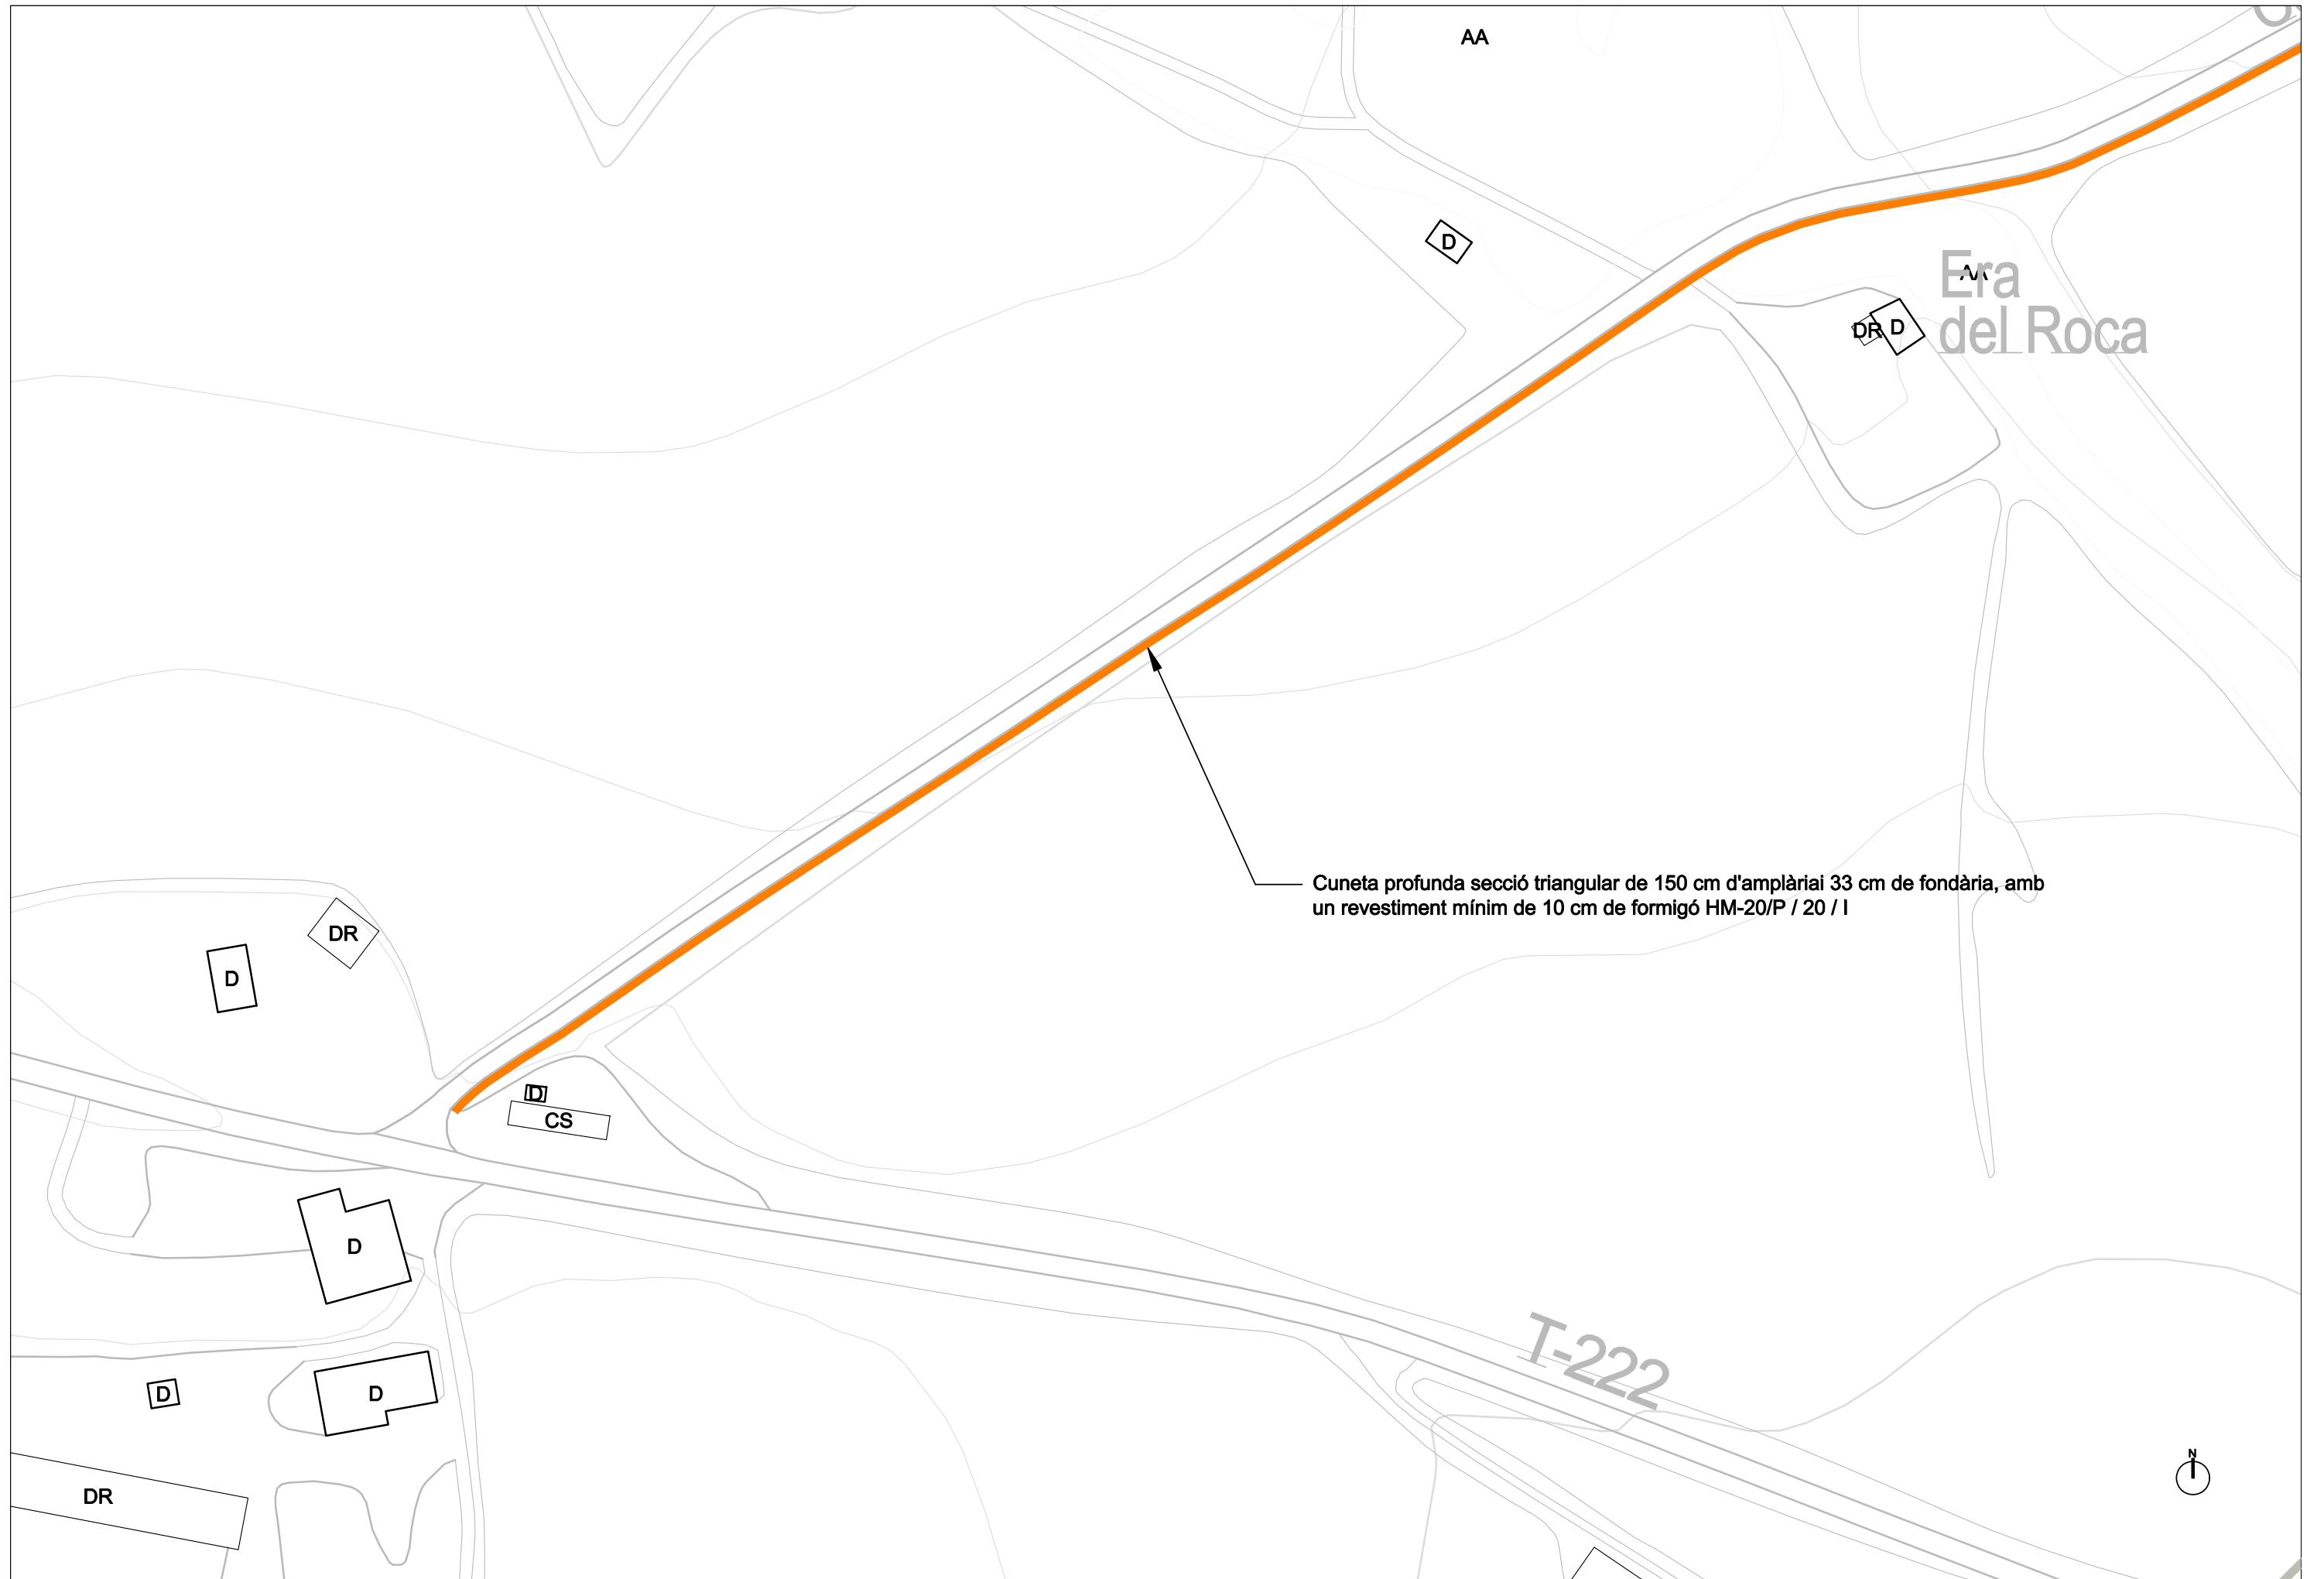 AA
D
AA
Era
del Roca
DR
D
Cuneta profunda secció triangular de 150 cm d'amplàriai 33 cm de fondària, amb
un revestiment mínim de 10 cm de formigó HM-20/P / 20 / I
DR
D
D
CS
D
T-222
D
D
N
DR